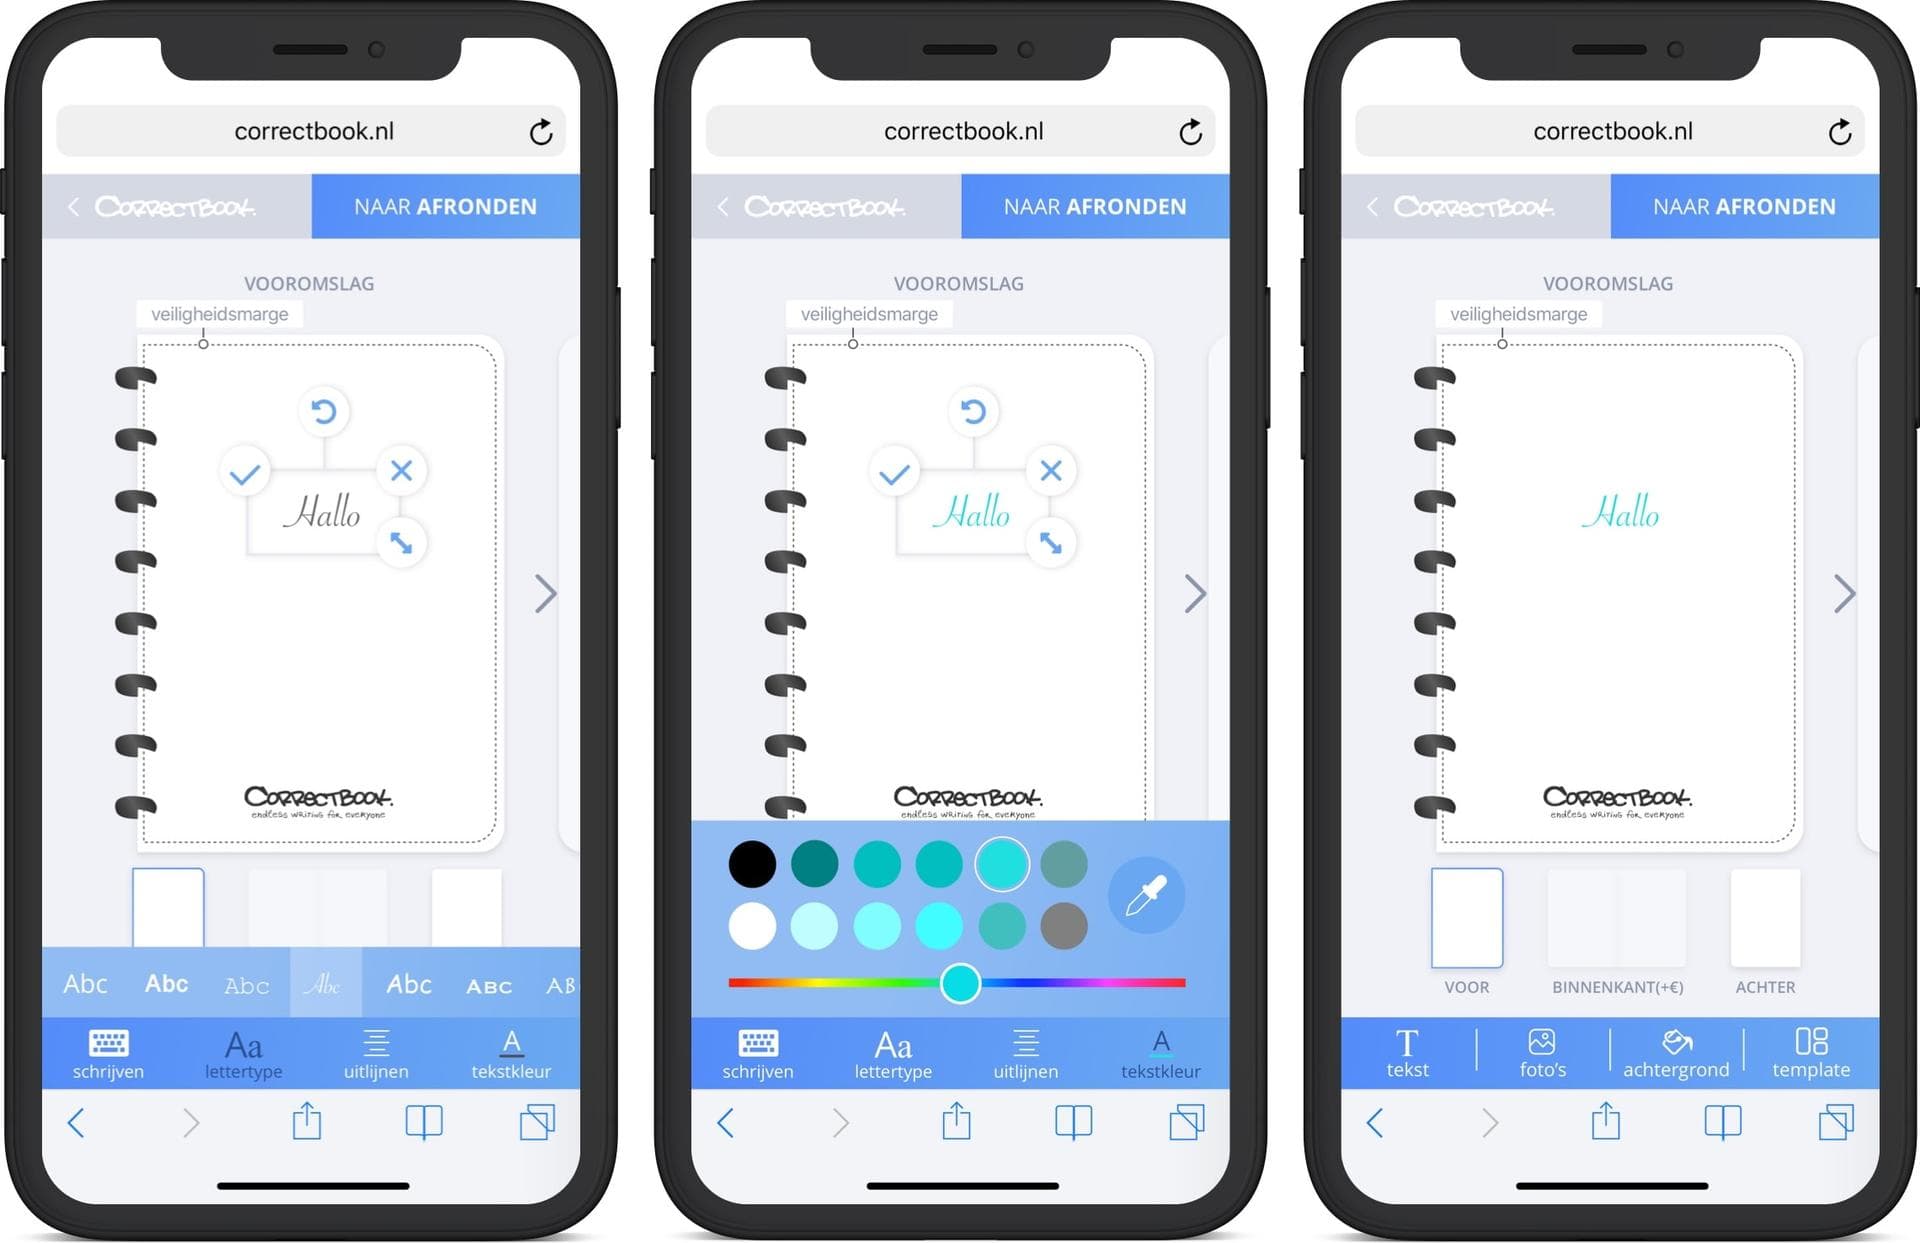 correctbook.nl
CORRECTBOOK.
NAAR AFRONDEN
VOOROMSLAG
veiligheidsmarge
Hallo
CORRECTBOOK.
endless writing for everyone
Abc Abc Abc Abc Abc ABC AB
schrijven
Aa
lettertype
uitlijnen
A
tekstkleur
correctbook.nl
CORRECTBOOK.
NAAR AFRONDEN
VOOROMSLAG
veiligheidsmarge
Hallo
CORRECTBOOK.
endless writing for everyone
schrijven
Aa
lettertype
uitlijnen
A
tekstkleur
correctbook.nl
CORRECTBOOK.
NAAR AFRONDEN
VOOROMSLAG
veiligheidsmarge
Hallo
CORRECTBOOK.
endless writing for everyone
VOOR
BINNENKANT(+€)
ACHTER
T
tekst
foto's
achtergrond
template